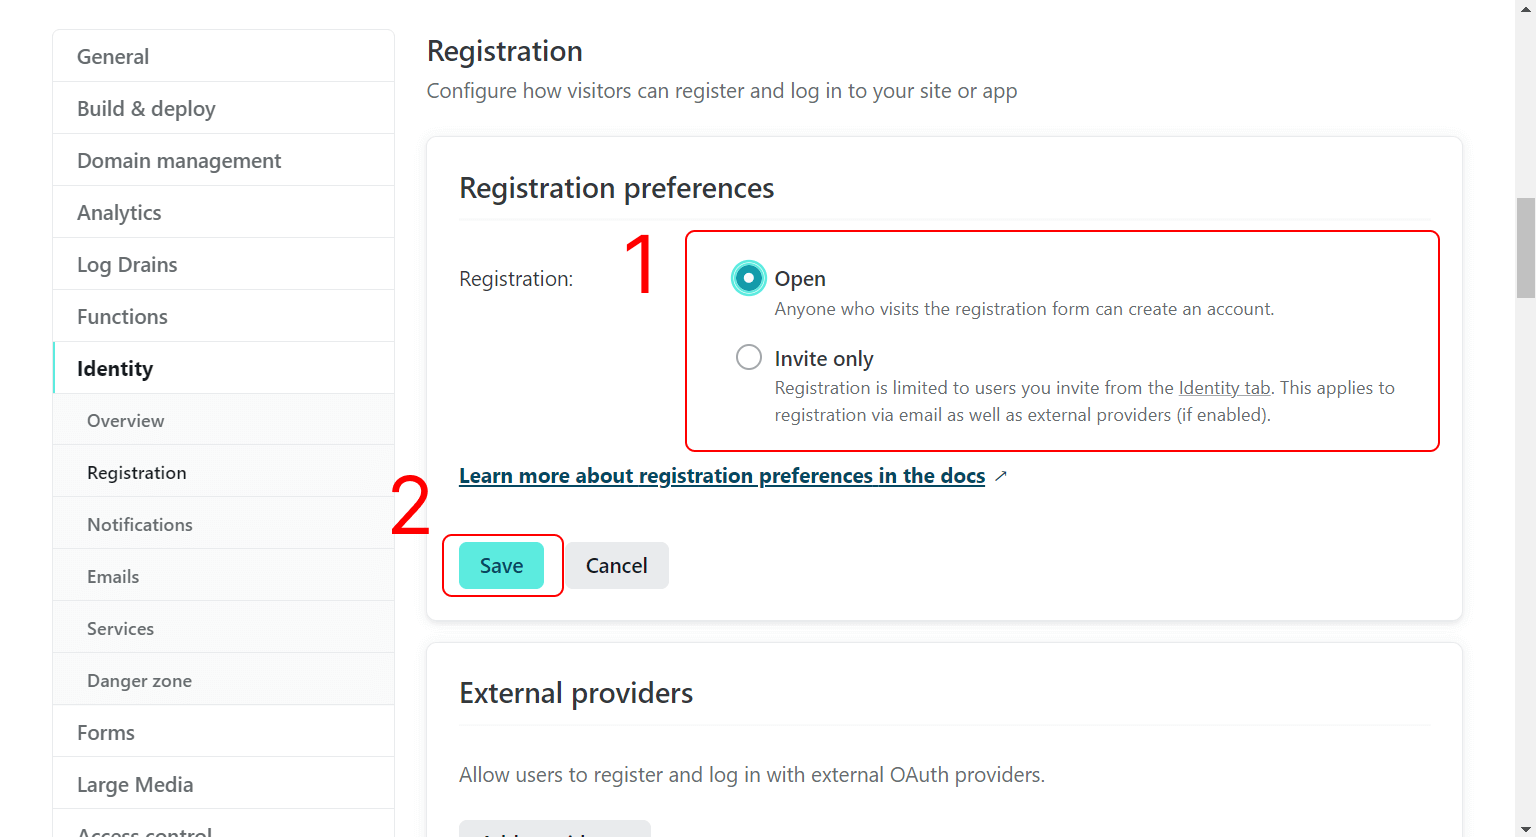 General
Build & deploy
Domain management
Analytics
Log Drains
Functions
Identity
Overview
Registration
Notifications
Emails
Services
Danger zone
Forms
Large Media
Access control
Registration
Configure how visitors can register and log in to your site or app
Registration preferences
1
Registration:
Open
Anyone who visits the registration form can create an account.
Invite only
Registration is limited to users you invite from the Identity tab. This applies to
registration via email as well as external providers (if enabled).
Learn more about registration preferences in the docs ↗
2
Save
Cancel
External providers
Allow users to register and log in with external OAuth providers.